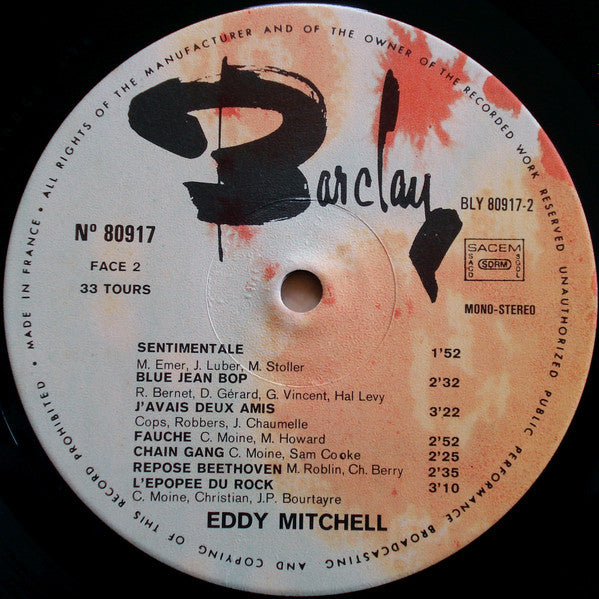 ALL RIGHTS OF THE MANUFACTURER AND OF THE OWNER OF THE RECORDED WORK RESERVED UNAUTHORIZED PUBLIC PERFORMANCE BROADCASTING AND COPYING OF THIS RECORD PROHIBITED • MADE IN FRANCE •
Barclay
BLY 80917-2
Nº 80917
FACE 2
33 TOURS
SACEM
SACD SDRM SGDL
MONO-STEREO
SENTIMENTALE 1'52
M. Emer, J. Luber, M. Stoller
BLUE JEAN BOP 2'32
R. Bernet, D. Gérard, G. Vincent, Hal Levy
J'AVAIS DEUX AMIS 3'22
Cops, Robbers, J. Chaumelle
FAUCHE C. Moine, M. Howard 2'52
CHAIN GANG C. Moine, Sam Cooke 2'25
REPOSE BEETHOVEN M. Roblin, Ch. Berry 2'35
L'EPOPEE DU ROCK 3'10
C. Moine, Christian, J.P. Bourtayre
EDDY MITCHELL